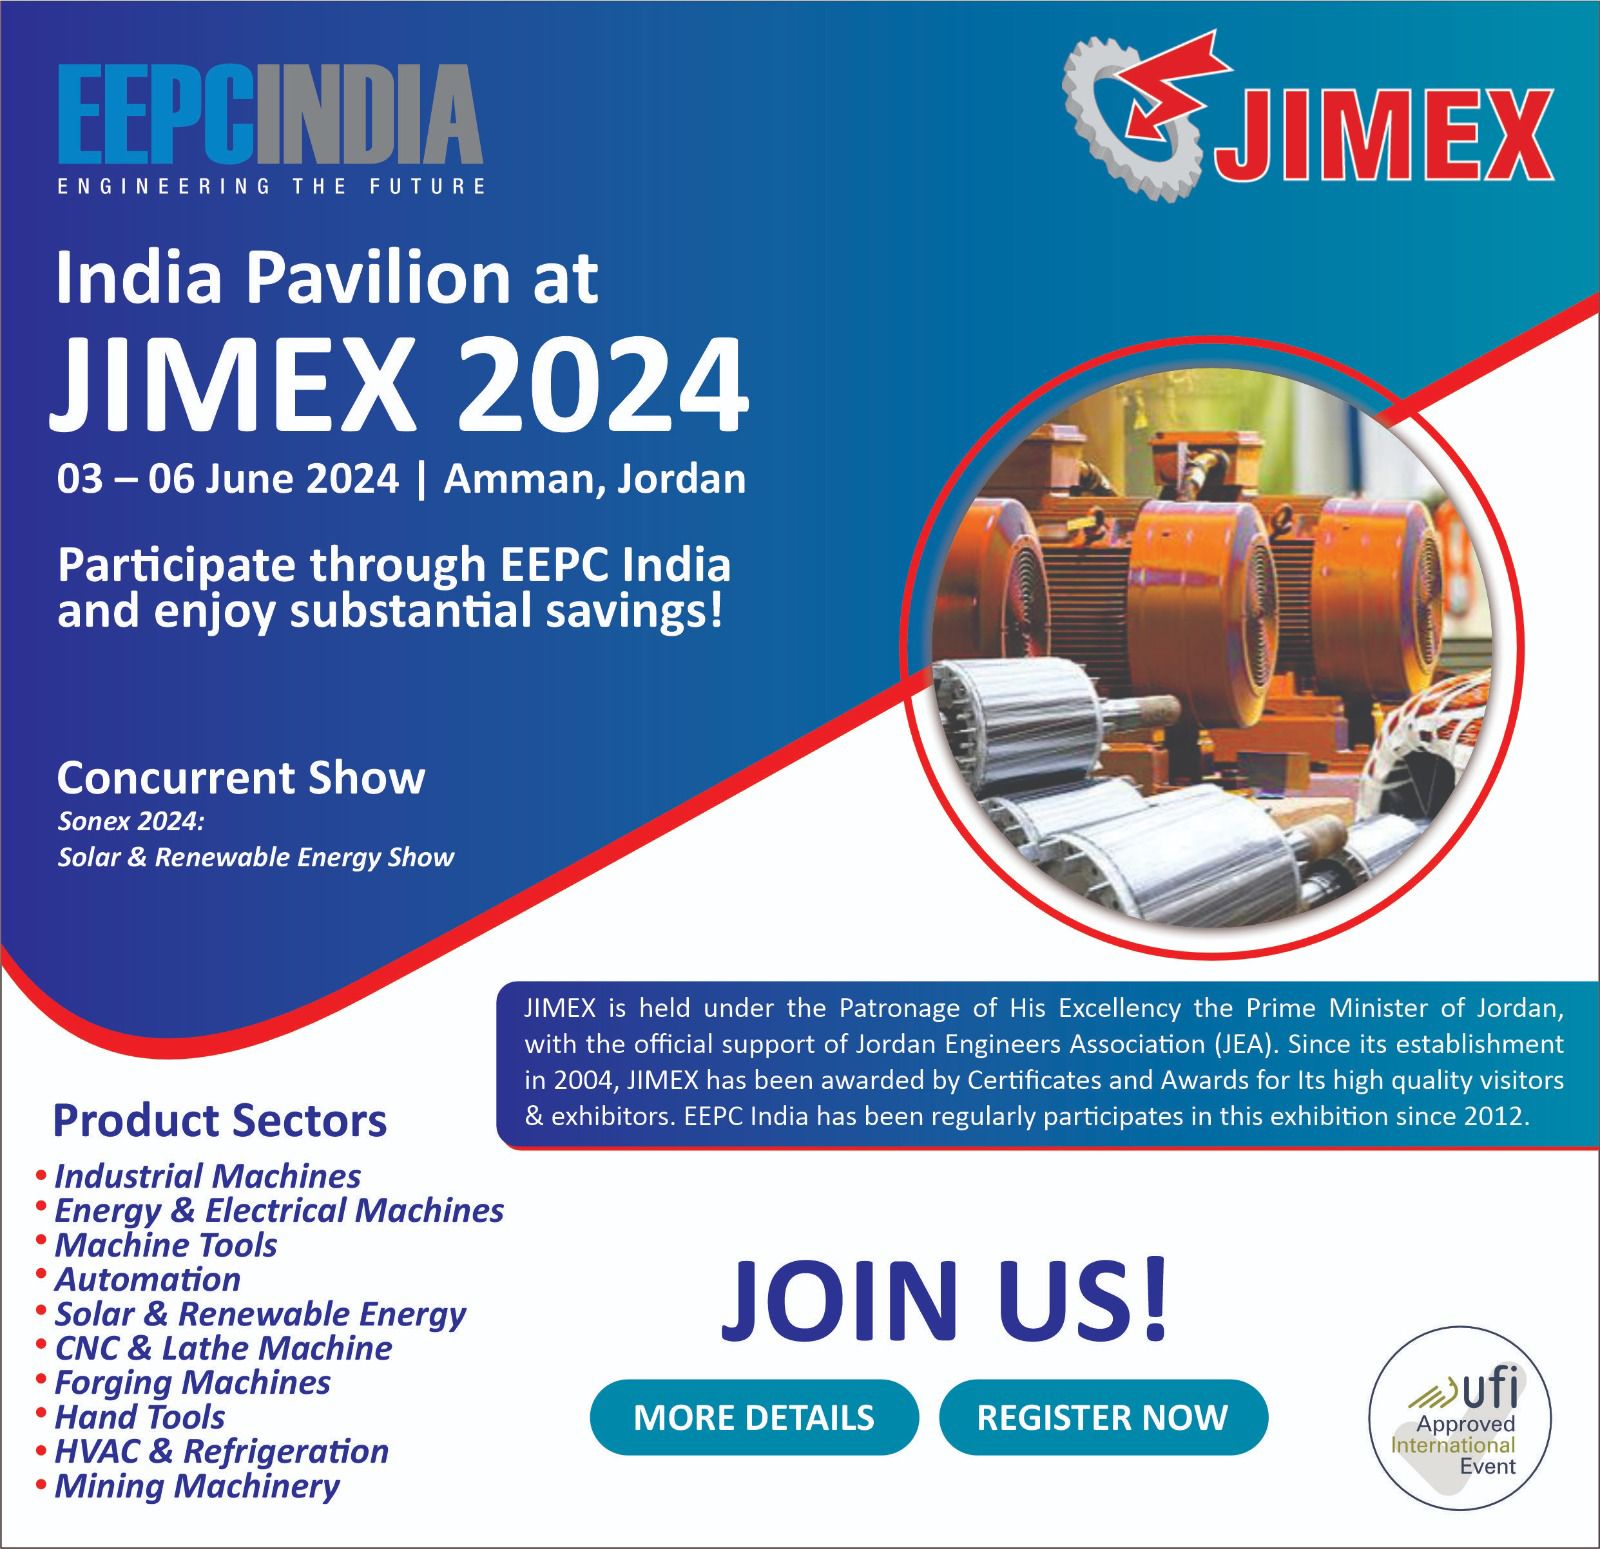 EEPCINDIA
ENGINEERING THE FUTURE
JIMEX
India Pavilion at
JIMEX 2024
03 – 06 June 2024 | Amman, Jordan
Participate through EEPC India
and enjoy substantial savings!
Concurrent Show
Sonex 2024:
Solar & Renewable Energy Show
JIMEX is held under the Patronage of His Excellency the Prime Minister of Jordan,
with the official support of Jordan Engineers Association (JEA). Since its establishment
in 2004, JIMEX has been awarded by Certificates and Awards for Its high quality visitors
& exhibitors. EEPC India has been regularly participates in this exhibition since 2012.
Product Sectors
• Industrial Machines
• Energy & Electrical Machines
• Machine Tools
• Automation
• Solar & Renewable Energy
• CNC & Lathe Machine
• Forging Machines
• Hand Tools
• HVAC & Refrigeration
• Mining Machinery
JOIN US!
MORE DETAILS
REGISTER NOW
ufi
Approved
International
Event